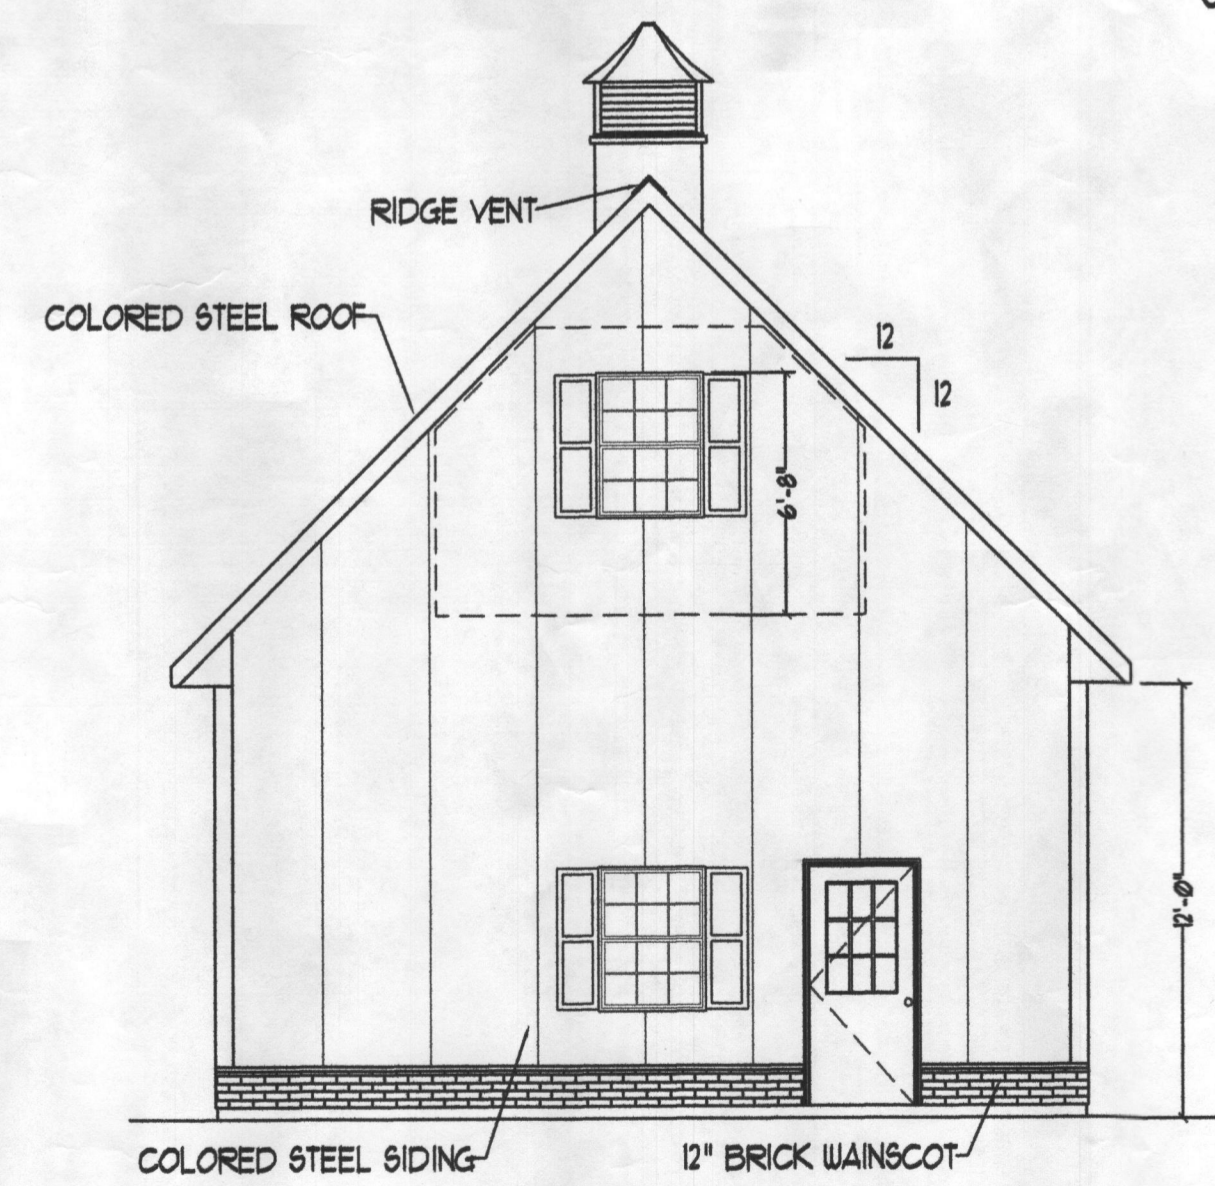 RIDGE VENT
COLORED STEEL ROOF
12
12
6'-8"
12'-0"
COLORED STEEL SIDING
12" BRICK WAINSCOT